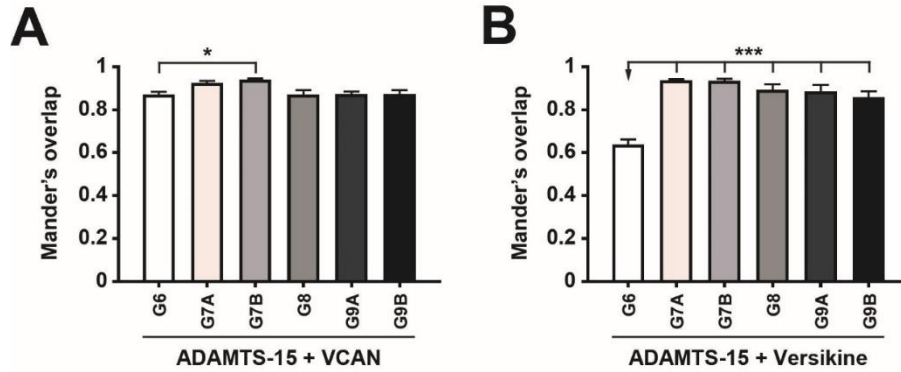 A
*
Mander's overlap
1
0.8
0.6
0.4
0.2
0
G6
G7A
G7B
G8
G9A
G9B
ADAMTS-15 + VCAN
B
***
Mander's overlap
1
0.8
0.6
0.4
0.2
0
G6
G7A
G7B
G8
G9A
G9B
ADAMTS-15 + Versikine